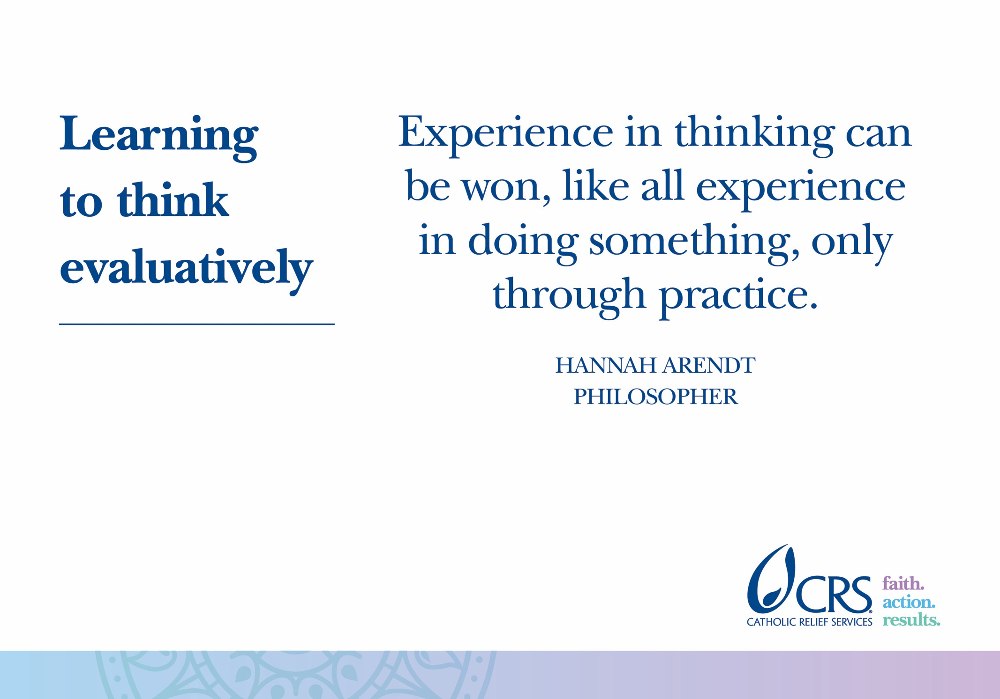 Learning
to think
evaluatively
Experience in thinking can
be won, like all experience
in doing something, only
through practice.
HANNAH ARENDT
PHILOSOPHER
CRS®
CATHOLIC RELIEF SERVICES
faith.
action.
results.